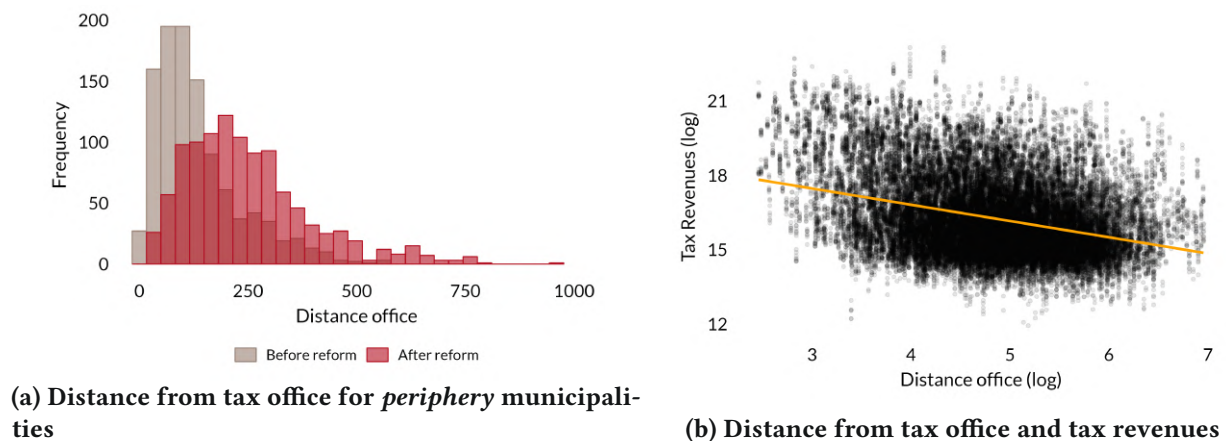 200
150
100
50
0
Frequency
0 250 500 750 1000
Distance office
Before reform After reform
(a) Distance from tax office for periphery municipali-
ties
21
18
15
12
Tax Revenues (log)
3 4 5 6 7
Distance office (log)
(b) Distance from tax office and tax revenues